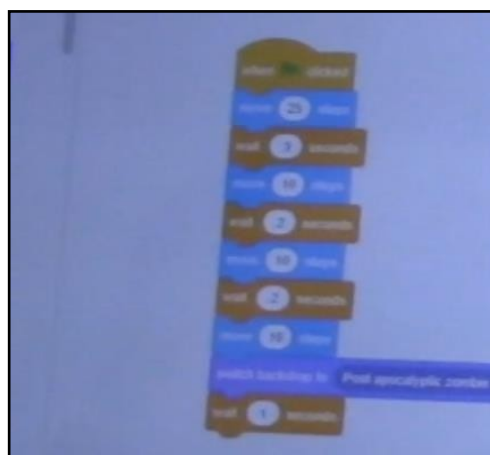 when clicked
move 25 steps
wait .3 seconds
move 10 steps
wait .2 seconds
move 10 steps
wait .2 seconds
move 10 steps
switch backdrop to Post apocalyptic zombie
wait 1 seconds